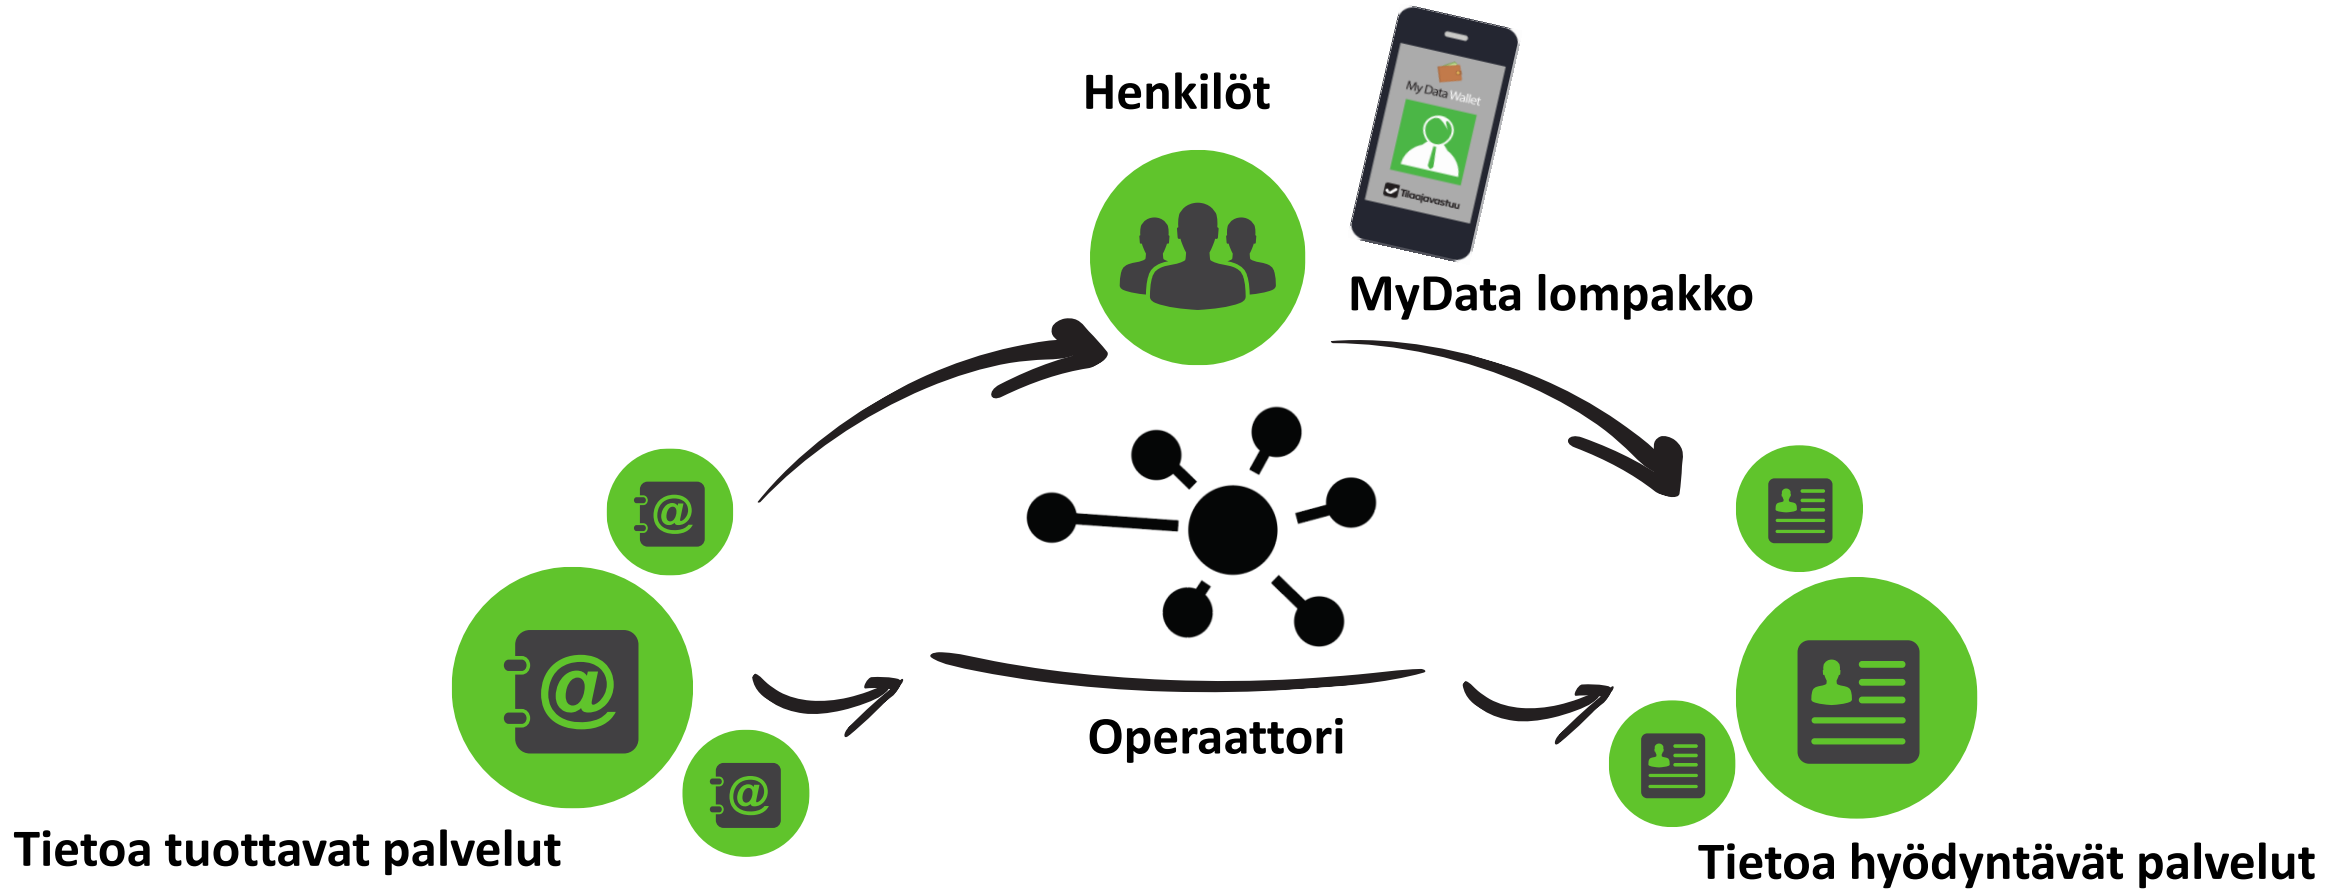 Henkilöt
My Data Wallet
Tilaajavastuu
MyData lompakko
@
@
@
Operaattori
Tietoa tuottavat palvelut
Tietoa hyödyntävät palvelut